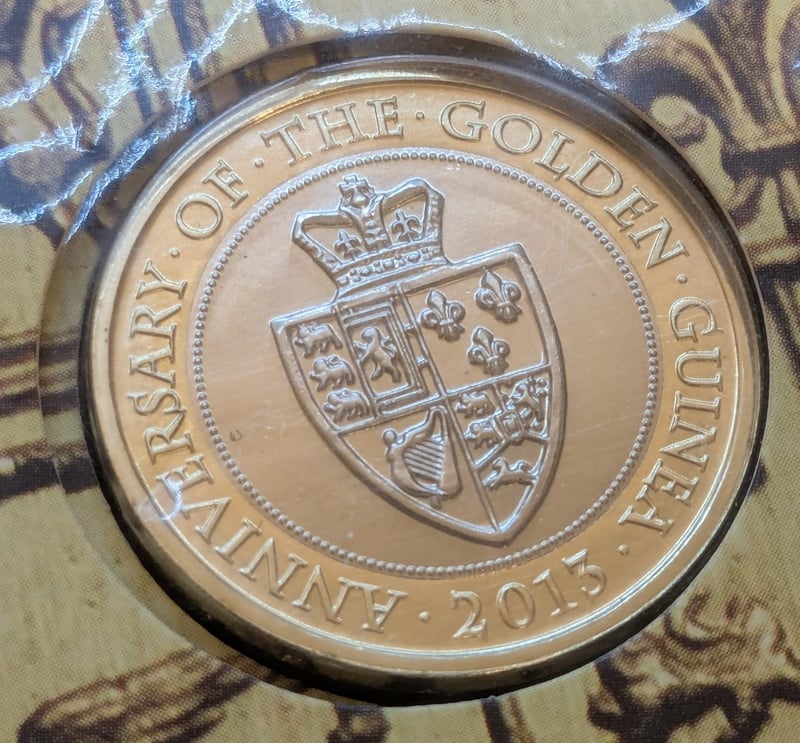 ANNIVERSARY · OF · THE · GOLDEN · GUINEA · 2013 ·